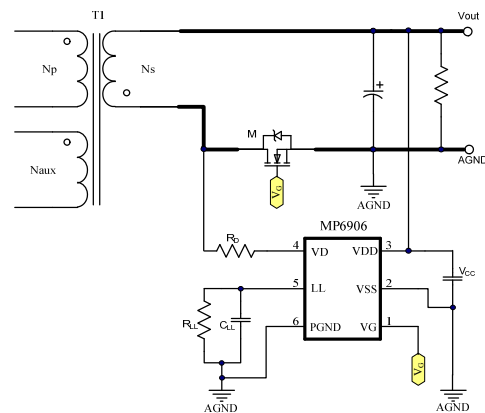 T1
Vout
Np
Ns
+
M
Naux
AGND
VG
AGND
MP6906
RD
4 VD VDD 3
VCC
5 LL VSS 2
RLL CLL
6 PGND VG 1
VG
AGND
AGND